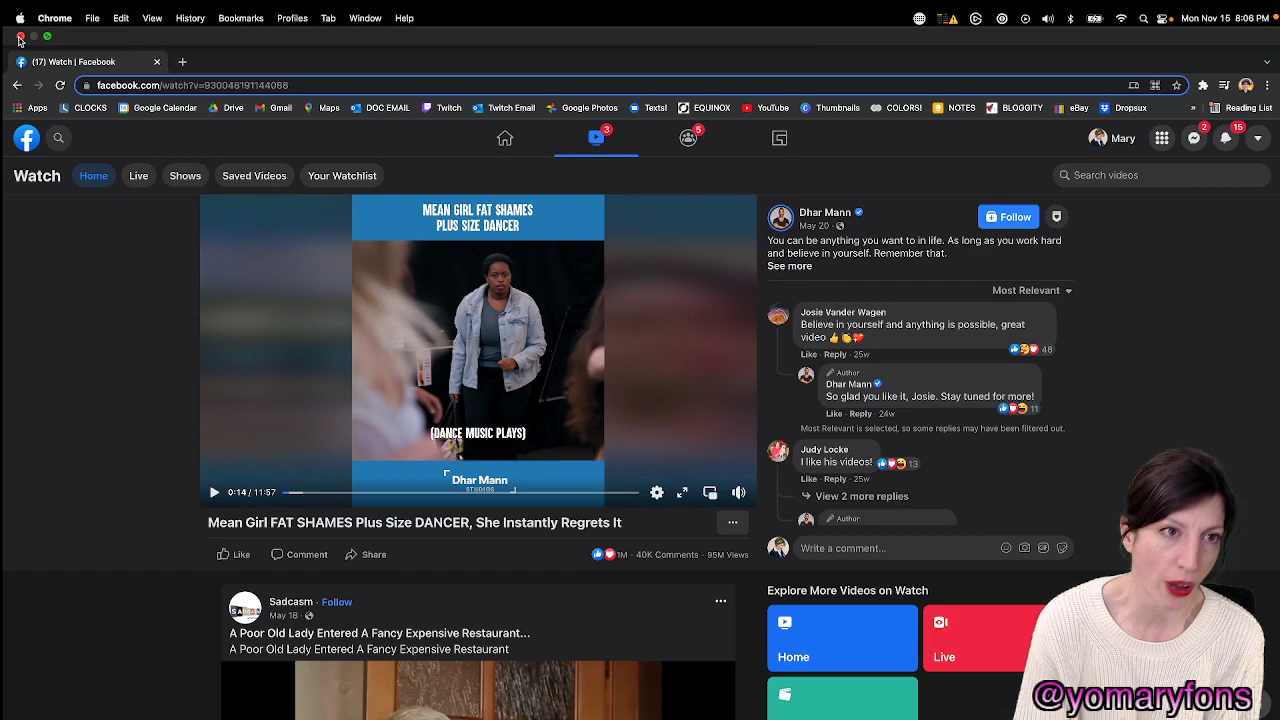 Chrome File Edit View History Bookmarks Profiles Tab Window Help
Mon Nov 15 8:06 PM
(17) Watch | Facebook
facebook.com/watch?v=930048191144088
Apps CLOCKS Google Calendar Drive Gmail Maps DOC EMAIL Twitch Twitch Email Google Photos Texts! EQUINOX YouTube Thumbnails COLORS! NOTES BLOGGITY eBay Dropsux » Reading List
3 5 Mary 2 15
Watch Home Live Shows Saved Videos Your Watchlist
Search videos
MEAN GIRL FAT SHAMES
PLUS SIZE DANCER
(DANCE MUSIC PLAYS)
Dhar Mann
STUDIOS
0:14 / 11:57
Mean Girl FAT SHAMES Plus Size DANCER, She Instantly Regrets It
Like Comment Share 1M · 40K Comments · 95M Views
Sadcasm · Follow
May 18 ·
A Poor Old Lady Entered A Fancy Expensive Restaurant...
A Poor Old Lady Entered A Fancy Expensive Restaurant
Dhar Mann
May 20 ·
Follow
You can be anything you want to in life. As long as you work hard
and believe in yourself. Remember that.
See more
Most Relevant
Josie Vander Wagen
Believe in yourself and anything is possible, great
video 👍👏💖
48
Like · Reply · 25w
Author
Dhar Mann
So glad you like it, Josie. Stay tuned for more!
11
Like · Reply · 24w
Most Relevant is selected, so some replies may have been filtered out.
Judy Locke
I like his videos! 13
Like · Reply · 25w
View 2 more replies
Author
Write a comment...
GIF
Explore More Videos on Watch
Home
Live
@yomaryfons